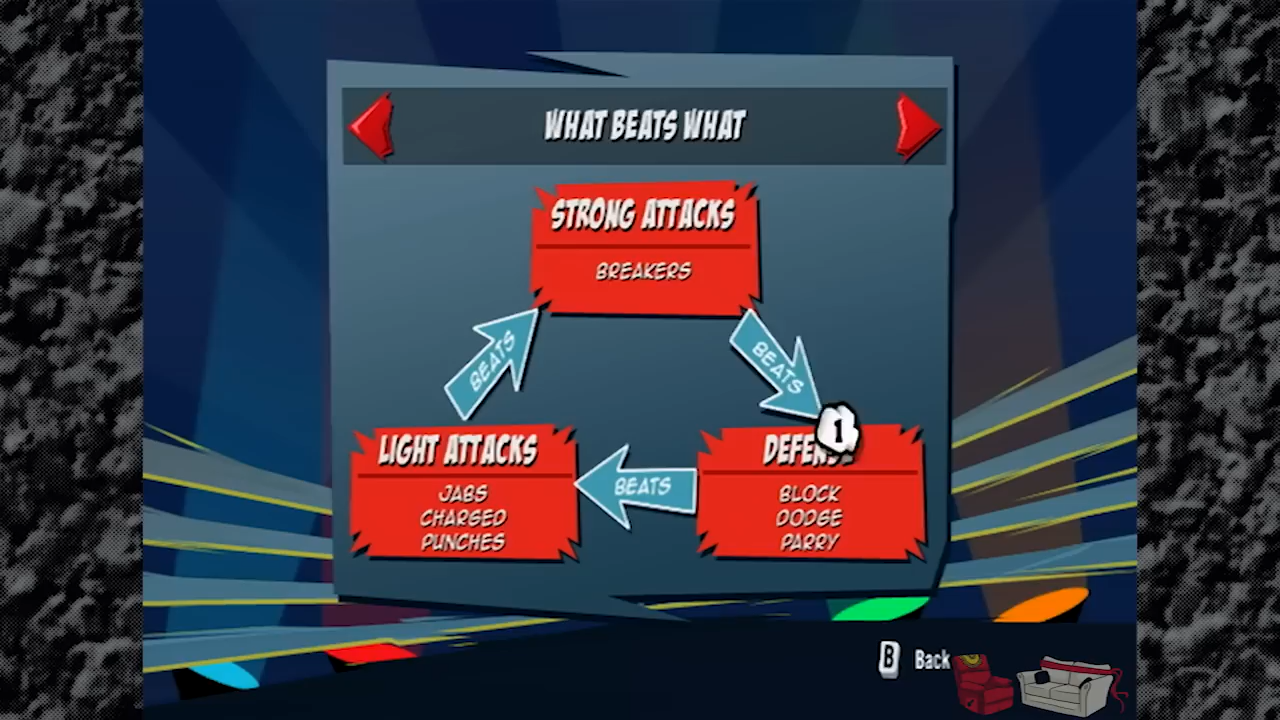 WHAT BEATS WHAT
STRONG ATTACKS
BREAKERS
BEATS
BEATS
1
LIGHT ATTACKS
JABS
CHARGED
PUNCHES
BEATS
BLOCK
DODGE
PARRY
B Back